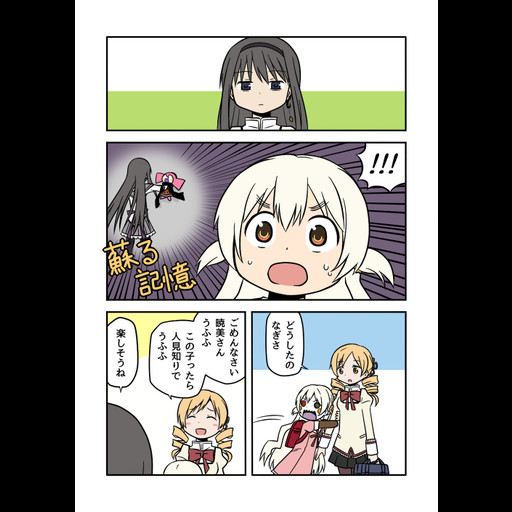 !!!
蘇る
記憶
どうしたの
なぎさ
ごめんなさい
暁美さん
うふふ
この子ったら
人見知りで
うふふ
楽しそうね